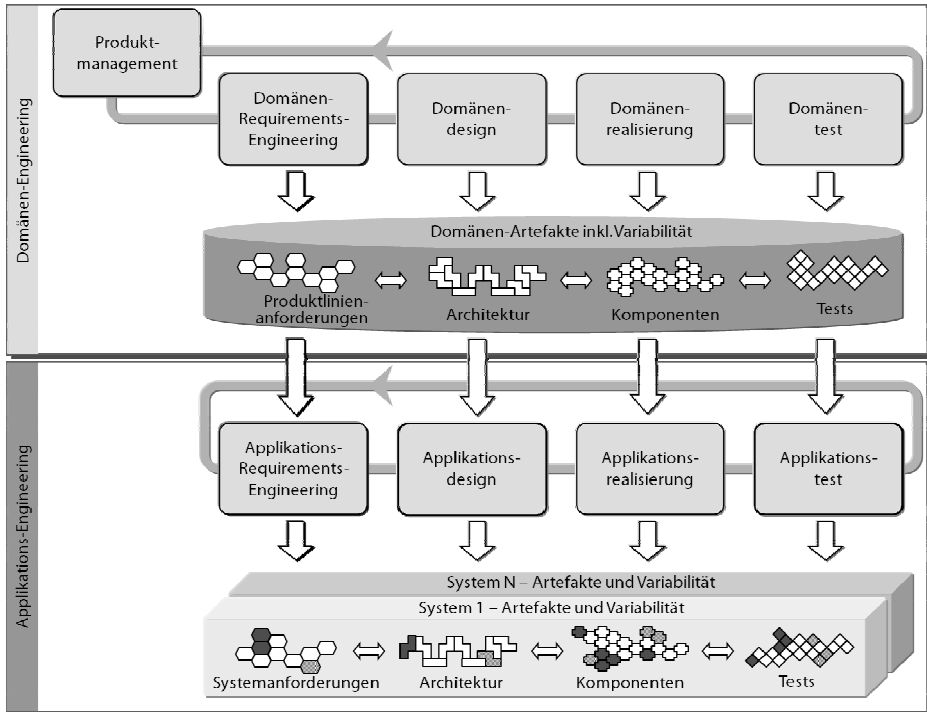 Produkt-
management
Domänen-Engineering
Domänen-
Requirements-
Engineering
Domänen-
design
Domänen-
realisierung
Domänen-
test
Domänen-Artefakte inkl.Variabilität
Produktlinien-
anforderungen
Architektur
Komponenten
Tests
Applikations-Engineering
Applikations-
Requirements-
Engineering
Applikations-
design
Applikations-
realisierung
Applikations-
test
System N – Artefakte und Variabilität
System 1 – Artefakte und Variabilität
Systemanforderungen
Architektur
Komponenten
Tests